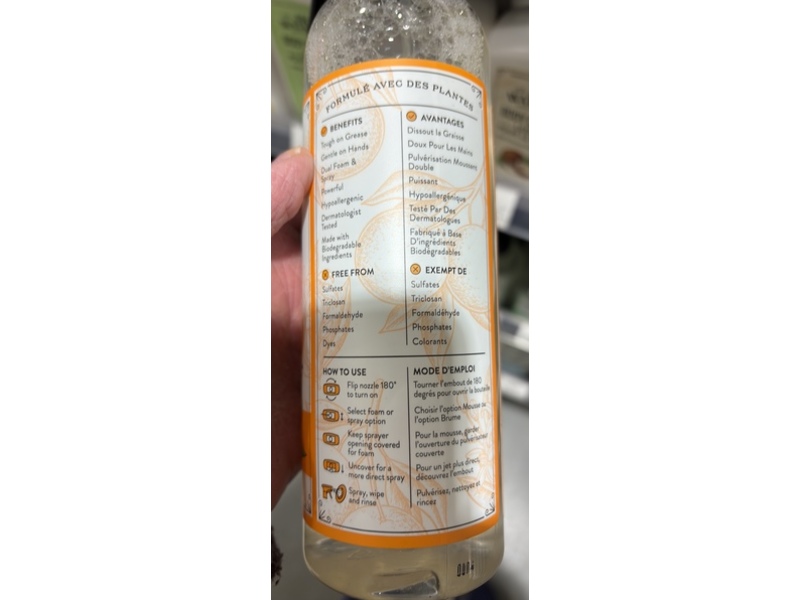 FORMULÉ AVEC DES PLANTES
BENEFITS
Tough on Grease
Gentle on Hands
Dual Foam &
Spray
Powerful
Hypoallergenic
Dermatologist
Tested
Made with
Biodegradable
Ingredients
FREE FROM
Sulfates
Triclosan
Formaldehyde
Phosphates
Dyes
AVANTAGES
Dissout la Graisse
Doux Pour Les Mains
Pulvérisation Moussant
Double
Puissant
Hypoallergénique
Testé Par Des
Dermatologues
Fabriqué à Base
D'ingrédients
Biodégradables
EXEMPT DE
Sulfates
Triclosan
Formaldéhyde
Phosphates
Colorants
HOW TO USE
Flip nozzle 180°
to turn on
Select foam or
spray option
Keep sprayer
opening covered
for foam
Uncover for a
more direct spray
Spray, wipe
and rinse
MODE D'EMPLOI
Tourner l'embout de 180
degrés pour ouvrir la bouteille
Choisir l'option Mousse ou
l'option Brume
Pour la mousse, garder
l'ouverture du pulvérisateur
couverte
Pour un jet plus direct,
découvrez l'embout
Pulvérisez, nettoyez et
rincez